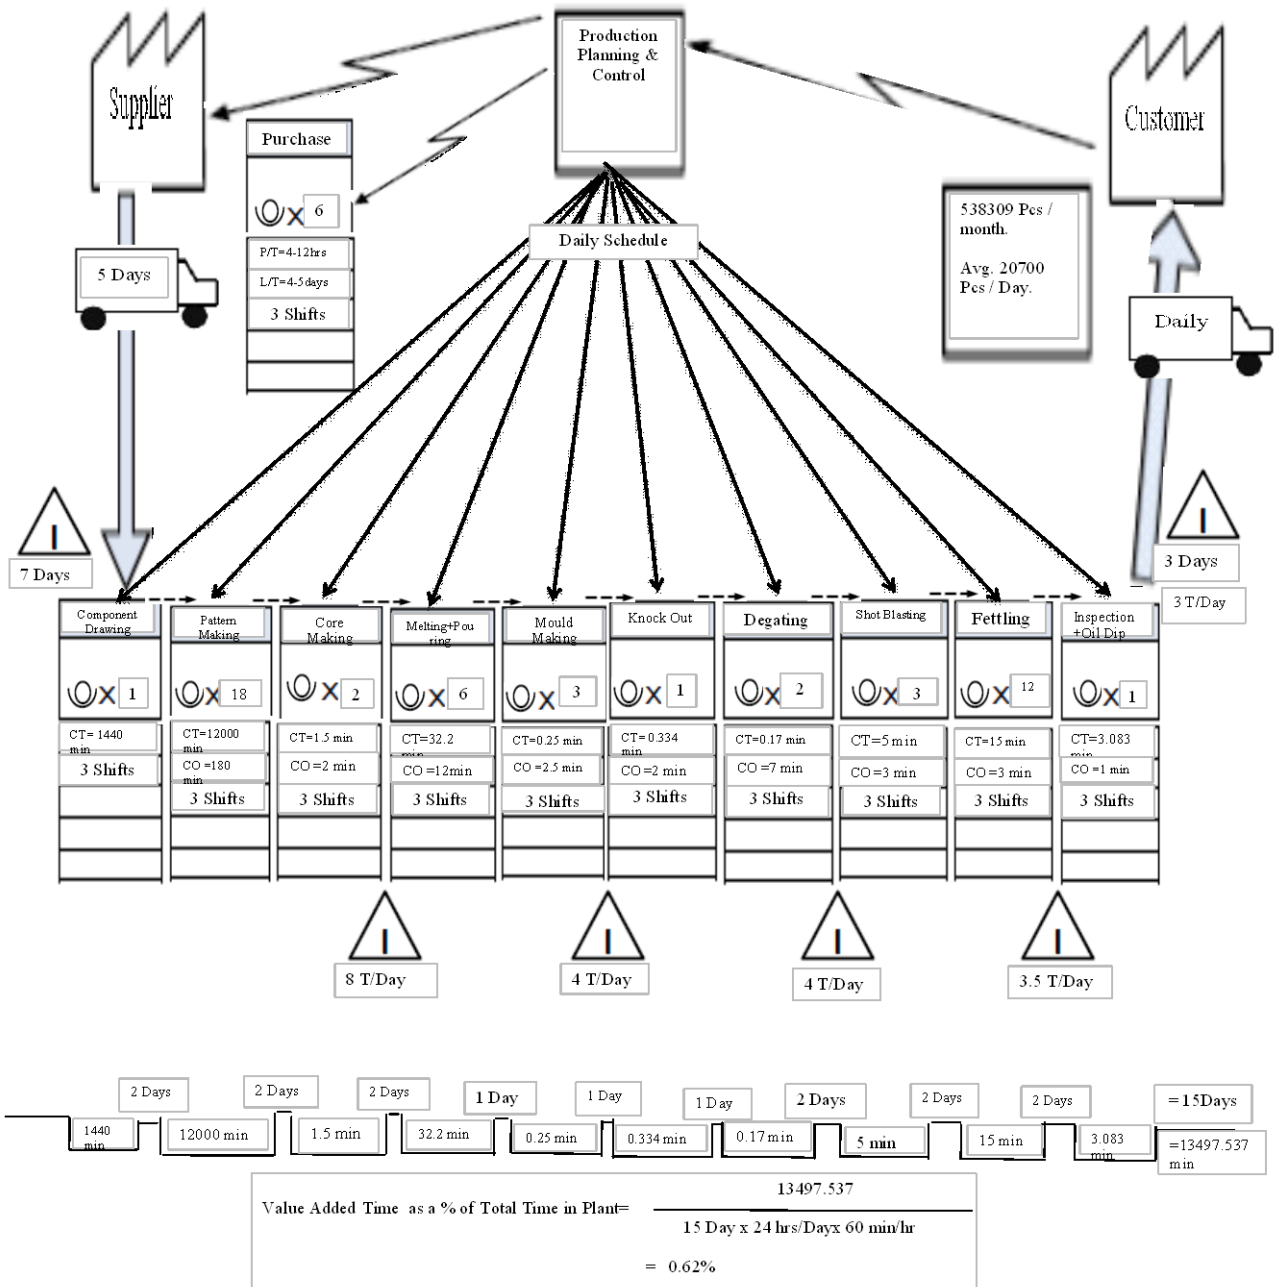 Supplier
Production
Planning &
Control
Customer
Purchase
X 6
P/T=4-12hrs
L/T=4-5days
3 Shifts
5 Days
Daily Schedule
538309 Pcs /
month.
Avg. 20700
Pcs / Day.
Daily
I
7 Days
I
3 Days
3 T/Day
Component
Drawing
X 1
CT= 1440
min
3 Shifts
Pattern
Making
X 18
CT=12000
min
CO =180
min
3 Shifts
Core
Making
X 2
CT=1.5 min
CO =2 min
3 Shifts
Melting+Pou
ring
X 6
CT=32.2
min
CO =12min
3 Shifts
Mould
Making
X 3
CT=0.25 min
CO =2.5 min
3 Shifts
Knock Out
X 1
CT= 0.334
min
CO =2 min
3 Shifts
Degating
X 2
CT=0.17 min
CO =7 min
3 Shifts
Shot Blasting
X 3
CT=5 min
CO =3 min
3 Shifts
Fettling
X 12
CT=15 min
CO =3 min
3 Shifts
Inspection
+Oil Dip
X 1
CT=3.083
min
CO =1 min
3 Shifts
I
8 T/Day
I
4 T/Day
I
4 T/Day
I
3.5 T/Day
2 Days
2 Days
2 Days
1 Day
1 Day
1 Day
2 Days
2 Days
2 Days
=15Days
1440
min
12000 min
1.5 min
32.2 min
0.25 min
0.334 min
0.17 min
5 min
15 min
3.083
min
=13497.537
min
Value Added Time as a % of Total Time in Plant=
13497.537
15 Day x 24 hrs/Dayx 60 min/hr
= 0.62%